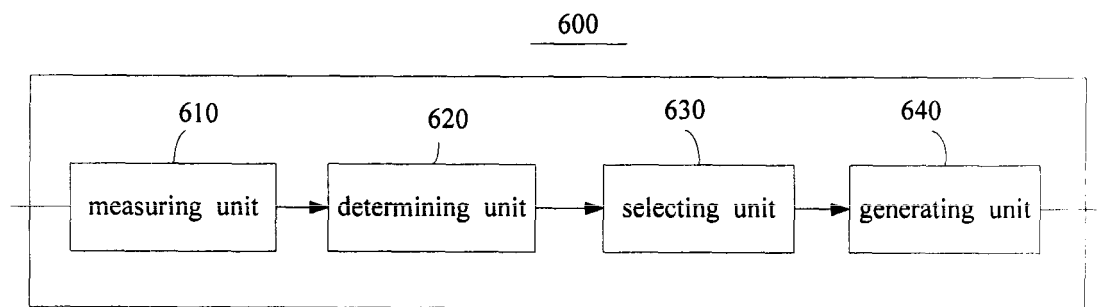 600
610
620
630
640
measuring unit
determining unit
selecting unit
generating unit